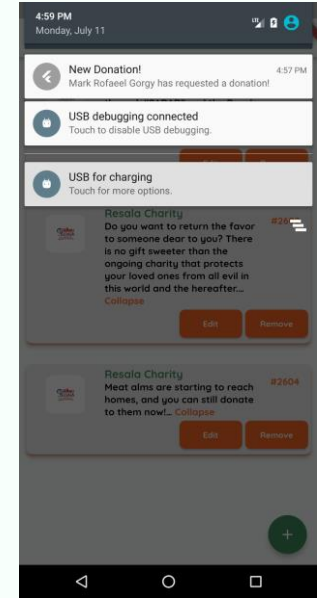 4:59 PM
Monday, July 11
New Donation!
4:57 PM
Mark Rofaeel Gorgy has requested a donation!
USB debugging connected
Touch to disable USB debugging.
USB for charging
Touch for more options.
Resala Charity
Do you want to return the favor
to someone dear to you? There
is no gift sweeter than the
ongoing charity that protects
your loved ones from all evil in
this world and the hereafter...
Collapse
Edit
Remove
Resala Charity
#2604
Meat alms are starting to reach
homes, and you can still donate
to them now!... Collapse
Edit
Remove